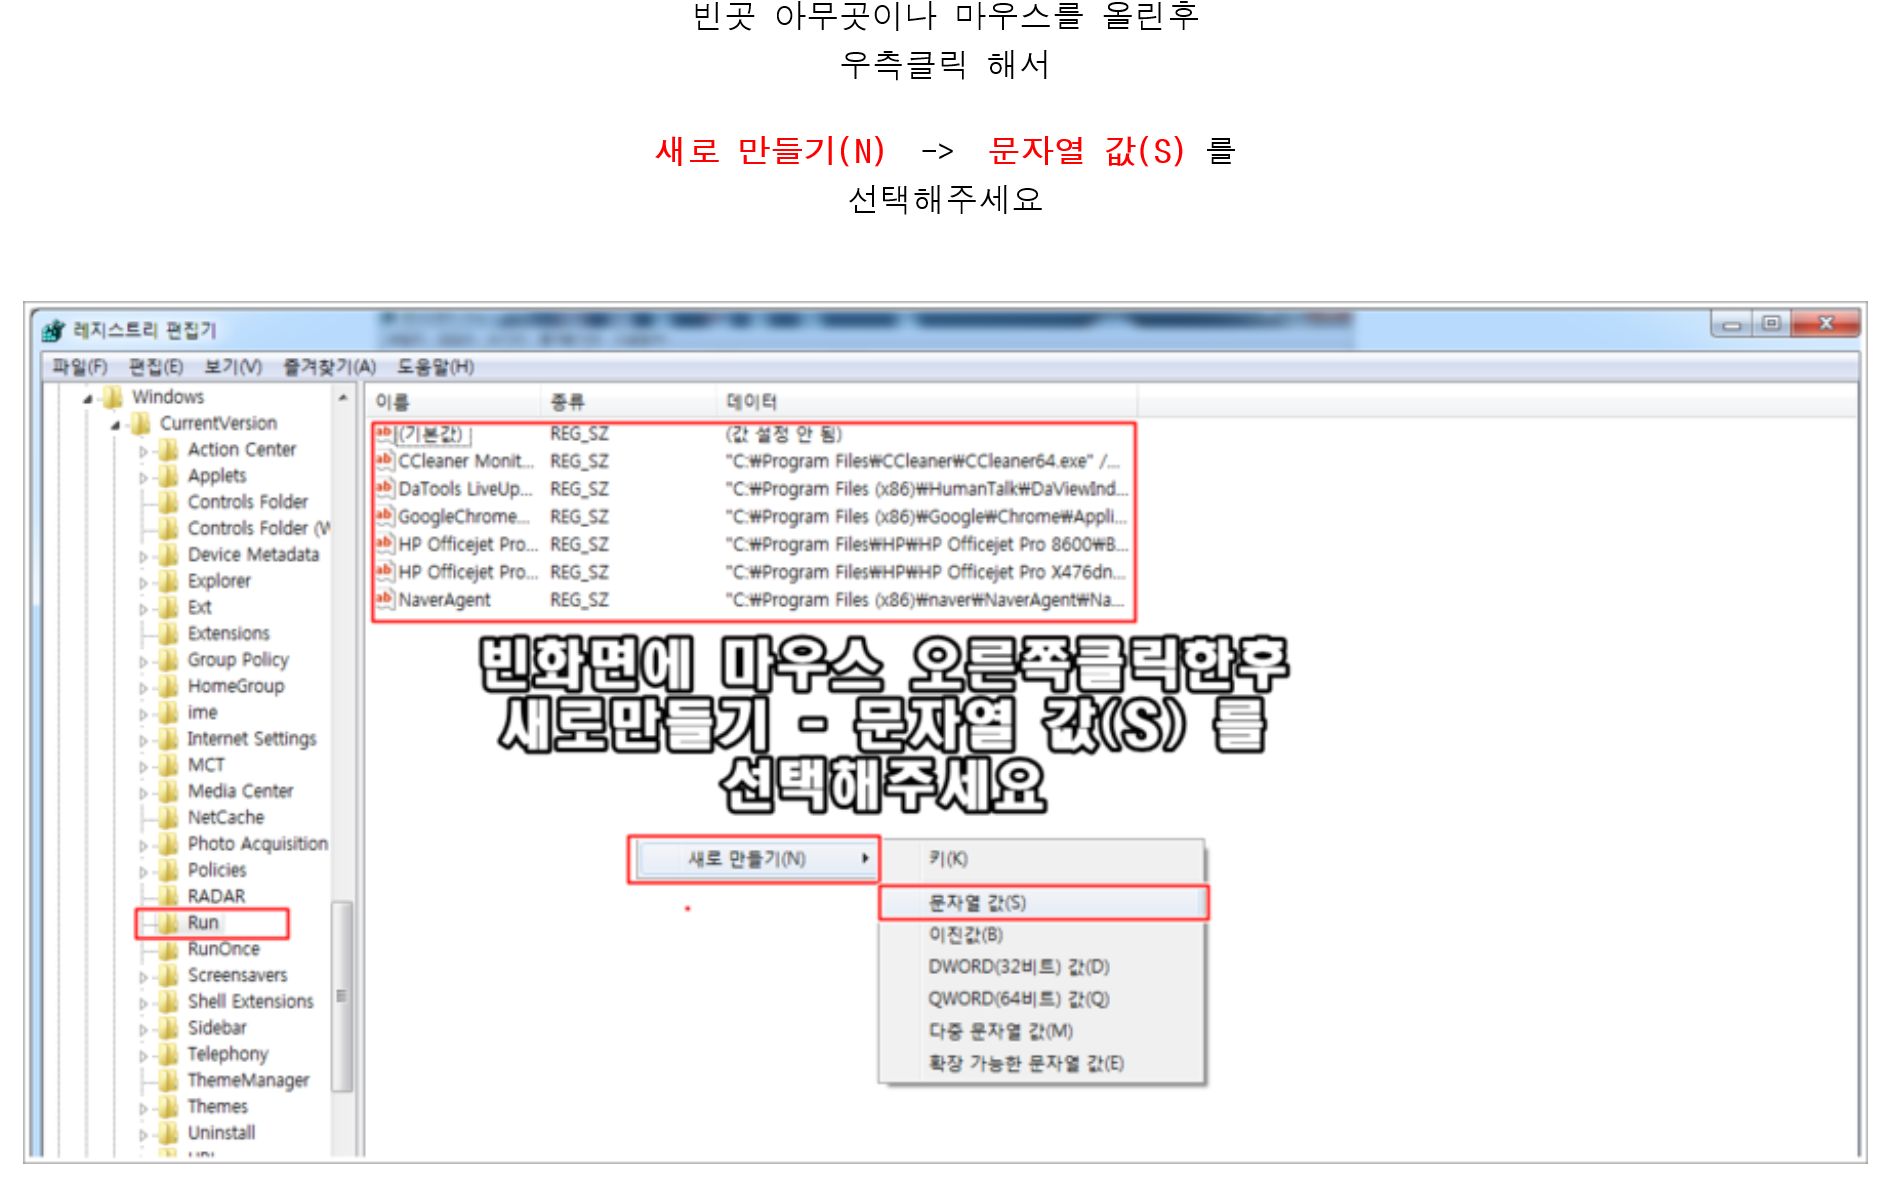 빈곳 아무곳이나 마우스를 올린후
우측클릭 해서
새로 만들기(N) -> 문자열 값(S) 를
선택해주세요
레지스트리 편집기
파일(F) 편집(E) 보기(V) 즐겨찾기(A) 도움말(H)
Windows
CurrentVersion
Action Center
Applets
Controls Folder
Controls Folder (W
Device Metadata
Explorer
Ext
Extensions
Group Policy
HomeGroup
ime
Internet Settings
MCT
Media Center
NetCache
Photo Acquisition
Policies
RADAR
Run
RunOnce
Screensavers
Shell Extensions
Sidebar
Telephony
ThemeManager
Themes
Uninstall
이름 종류 데이터
(기본값) REG_SZ (값 설정 안 됨)
CCleaner Monit... REG_SZ "C:₩Program Files₩CCleaner₩CCleaner64.exe" /...
DaTools LiveUp... REG_SZ "C:₩Program Files (x86)₩HumanTalk₩DaViewInd...
GoogleChrome... REG_SZ "C:₩Program Files (x86)₩Google₩Chrome₩Appli...
HP Officejet Pro... REG_SZ "C:₩Program Files₩HP₩HP Officejet Pro 8600₩B...
HP Officejet Pro... REG_SZ "C:₩Program Files₩HP₩HP Officejet Pro X476dn...
NaverAgent REG_SZ "C:₩Program Files (x86)₩naver₩NaverAgent₩Na...
빈화면에 마우스 오른쪽클릭한후
새로만들기 - 문자열 값(S) 를
선택해주세요
새로 만들기(N)
키(K)
문자열 값(S)
이진값(B)
DWORD(32비트) 값(D)
QWORD(64비트) 값(Q)
다중 문자열 값(M)
확장 가능한 문자열 값(E)